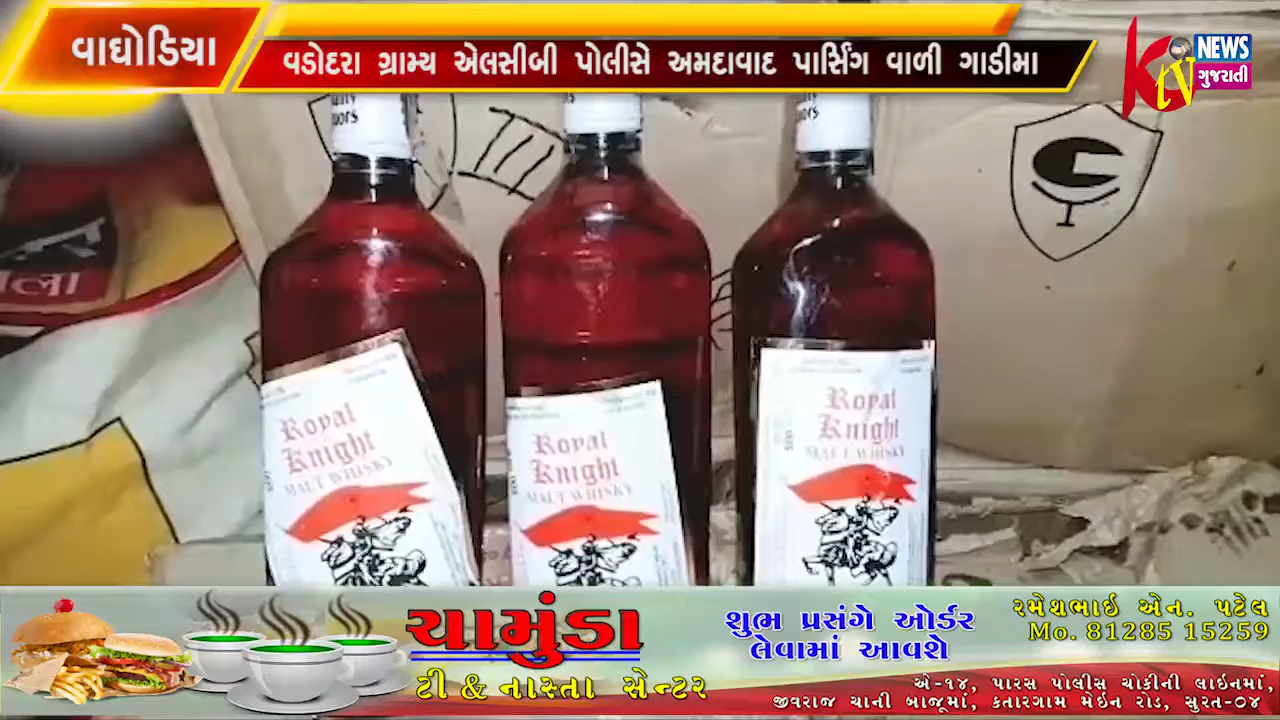 વાઘોડિયા
વડોદરા ગ્રામ્ય એલસીબી પોલીસે અમદાવાદ પાર્સિંગ વાળી ગાડીમા
K tv NEWS
ગુજરાતી
Royal
Knight
MALT WHISKY
Royal
Knight
MALT WHISKY
Royal
Knight
MALT WHISKY
ચામુંડા
ટી & નાસ્તા સેન્ટર
શુભ પ્રસંગે ઓર્ડર
લેવામાં આવશે
રમેશભાઈ એન. પટેલ
Mo. 81285 15259
એ-૧૪, પારસ પોલીસ ચોકીની લાઇનમાં,
જીવરાજ ચાની બાજૂમાં, કતારગામ મેઇન રોડ, સુરત-૦૪